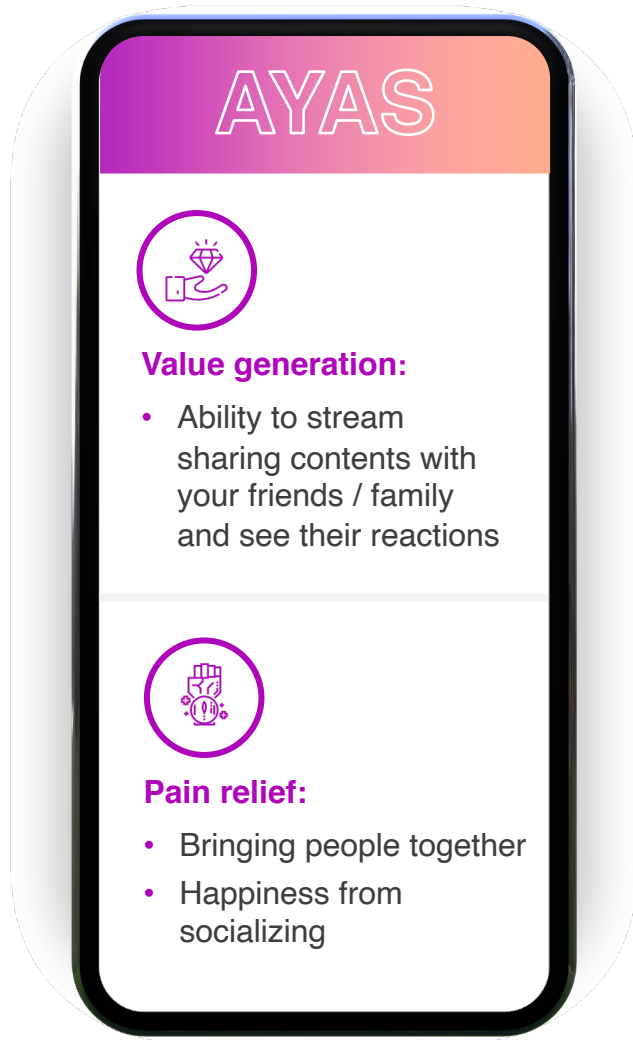 AYAS
Value generation:
• Ability to stream
sharing contents with
your friends / family
and see their reactions
Pain relief:
• Bringing people together
• Happiness from
socializing